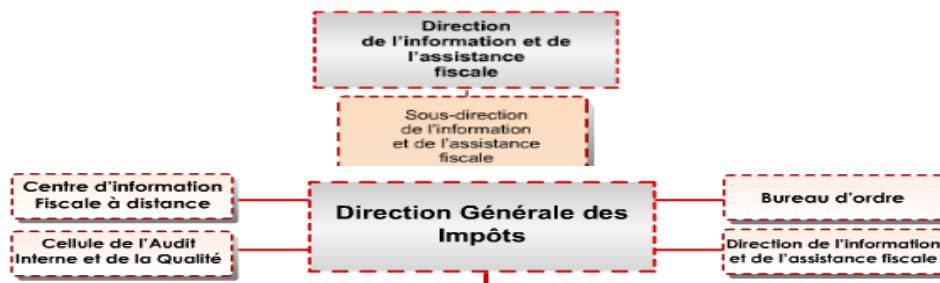 Direction
de l'information et de
l'assistance
fiscale
Sous-direction
de l'information
et de l'assistance
fiscale
Centre d'information
Fiscale à distance
Direction Générale des
Impôts
Bureau d'ordre
Cellule de l'Audit
Interne et de la Qualité
Direction de l'information
et de l'assistance fiscale